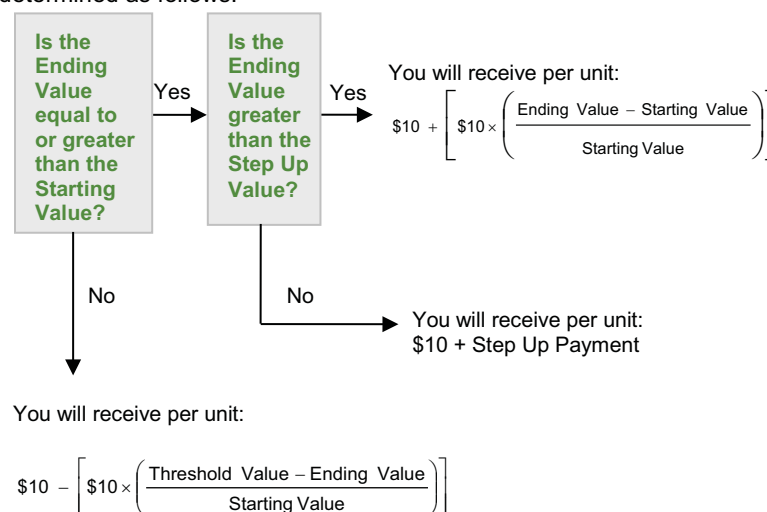 determined as follows:
Is the
Ending
Value
equal to
or greater
than the
Starting
Value?
Yes
Is the
Ending
Value
greater
than the
Step Up
Value?
Yes
You will receive per unit:
$10 + [ $10 × ( Ending Value – Starting Value
Starting Value ) ]
No
No
You will receive per unit:
$10 + Step Up Payment
You will receive per unit:
$10 – [ $10 × ( Threshold Value – Ending Value
Starting Value ) ]